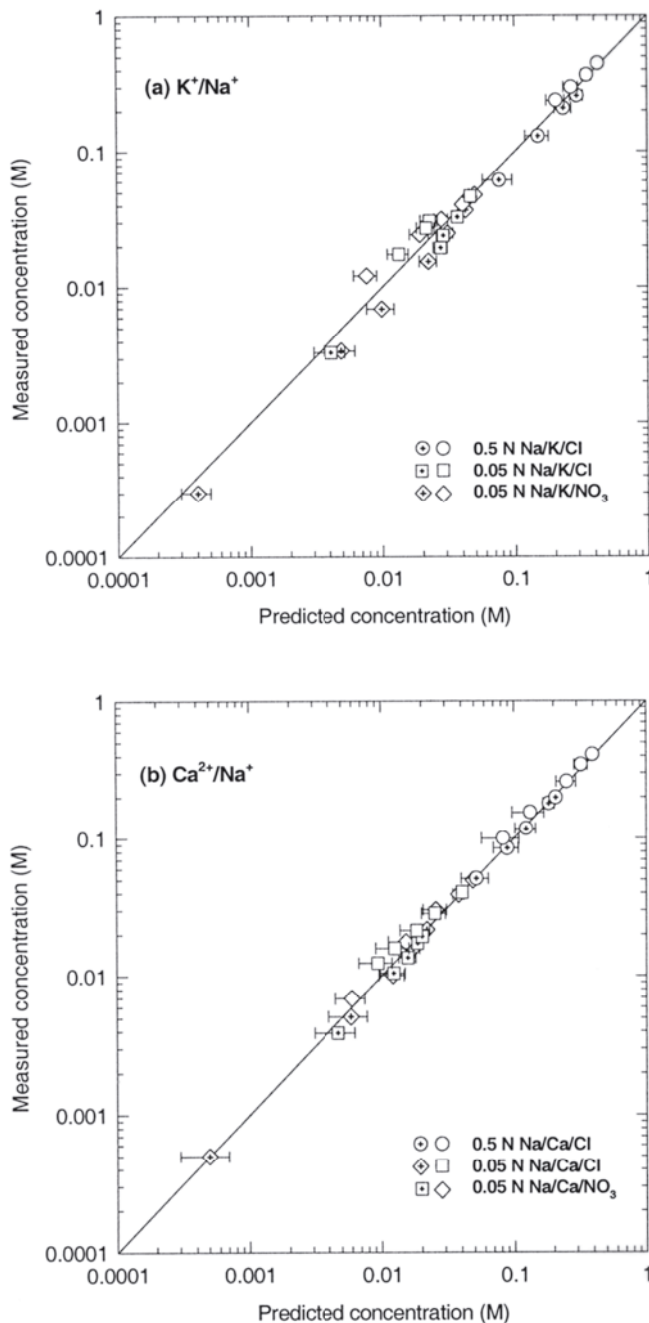 1
(a) K⁺/Na⁺
0.1
Measured concentration (M)
0.01
0.001
0.5 N Na/K/Cl
0.05 N Na/K/Cl
0.05 N Na/K/NO₃
0.0001
0.0001 0.001 0.01 0.1 1
Predicted concentration (M)
1
(b) Ca²⁺/Na⁺
0.1
Measured concentration (M)
0.01
0.001
0.5 N Na/Ca/Cl
0.05 N Na/Ca/Cl
0.05 N Na/Ca/NO₃
0.0001
0.0001 0.001 0.01 0.1 1
Predicted concentration (M)